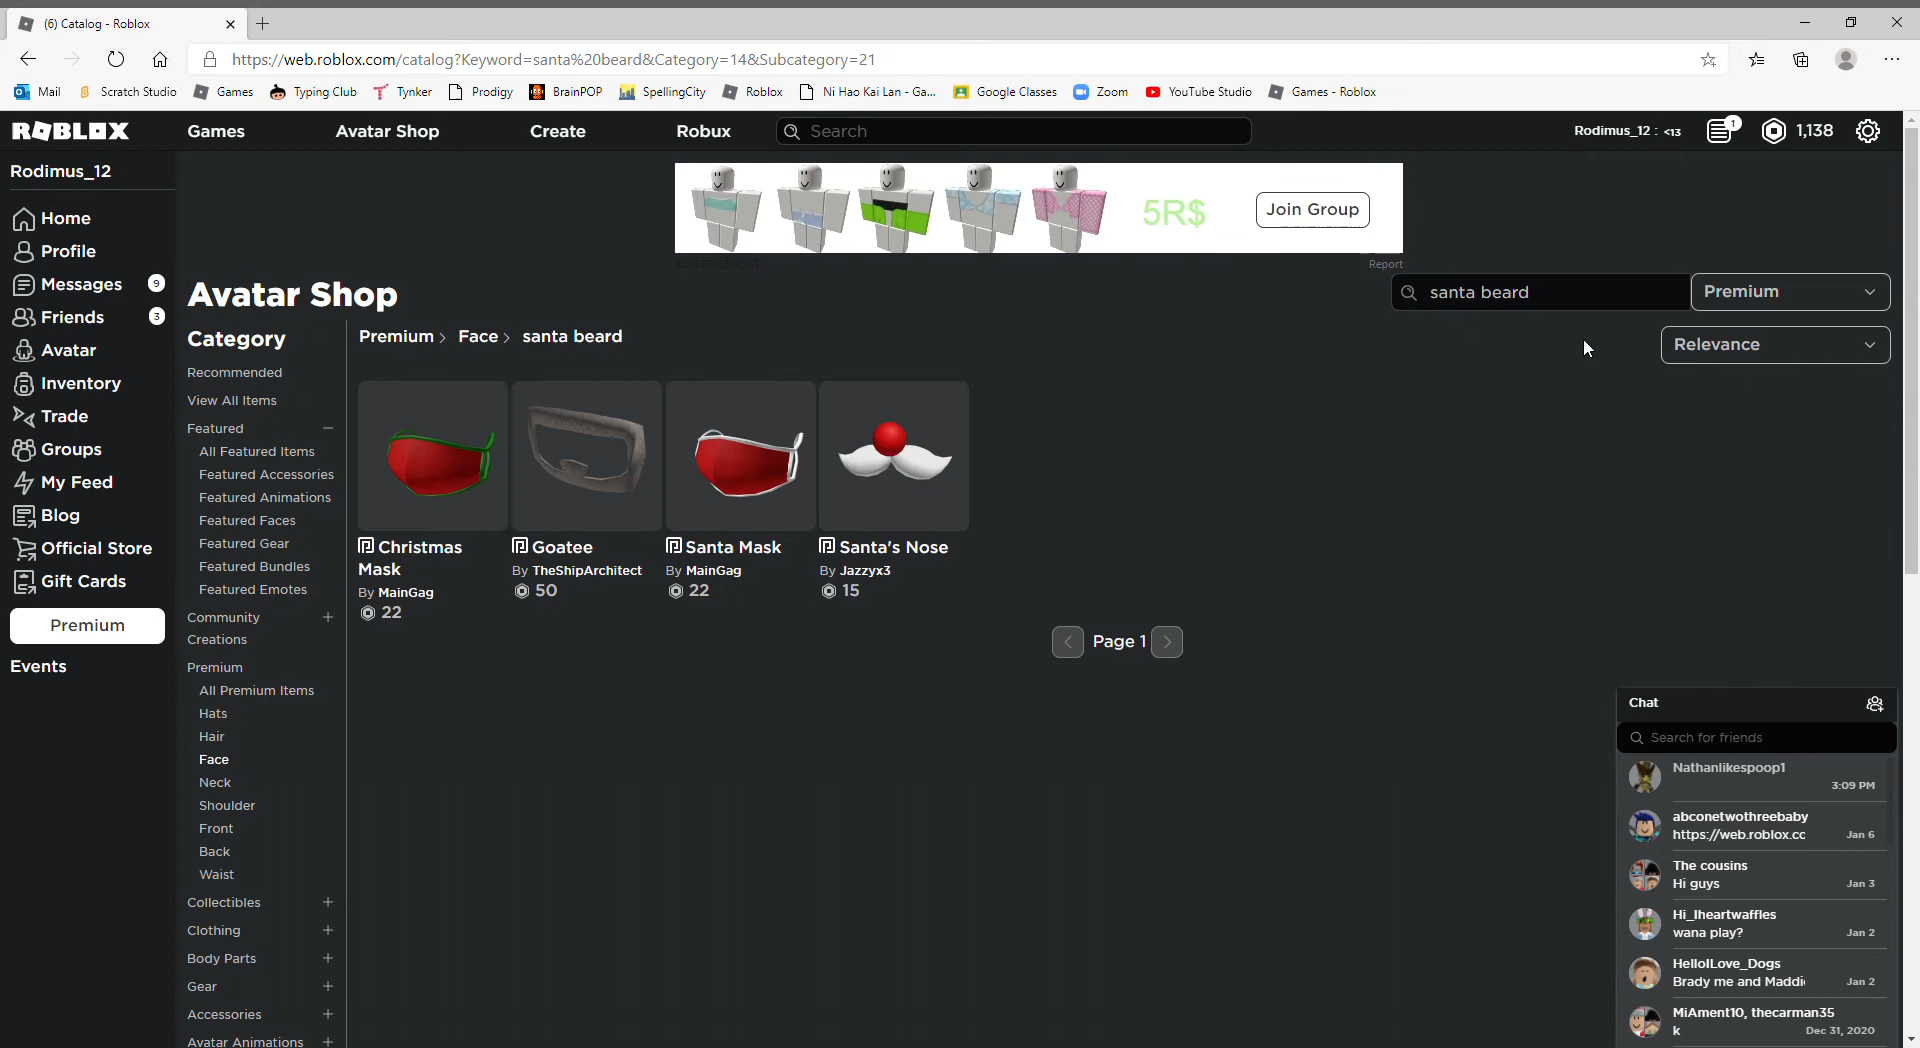 (6) Catalog - Roblox
https://web.roblox.com/catalog?Keyword=santa%20beard&Category=14&Subcategory=21
Mail Scratch Studio Games Typing Club Tynker Prodigy BrainPOP SpellingCity Roblox Ni Hao Kai Lan - Ga... Google Classes Zoom YouTube Studio Games - Roblox
ROBLOX Games Avatar Shop Create Robux Search Rodimus_12 : <13 1 1,138
Rodimus_12
Home
Profile
Messages 9
Friends 3
Avatar
Inventory
Trade
Groups
My Feed
Blog
Official Store
Gift Cards
Premium
Events
5R$ Join Group
ADVERTISEMENT Report
Avatar Shop
santa beard Premium
Relevance
Category
Recommended
View All Items
Featured
All Featured Items
Featured Accessories
Featured Animations
Featured Faces
Featured Gear
Featured Bundles
Featured Emotes
Community
Creations
Premium
All Premium Items
Hats
Hair
Face
Neck
Shoulder
Front
Back
Waist
Collectibles
Clothing
Body Parts
Gear
Accessories
Avatar Animations
Premium > Face > santa beard
Christmas
Mask
By MainGag
22
Goatee
By TheShipArchitect
50
Santa Mask
By MainGag
22
Santa's Nose
By Jazzyx3
15
Page 1
Chat
Search for friends
Nathanlikespoop1
3:09 PM
abconetwothreebaby
https://web.roblox.cc Jan 6
The cousins
Hi guys Jan 3
Hi_Iheartwaffles
wana play? Jan 2
HelloILove_Dogs
Brady me and Maddi Jan 2
MiAment10, thecarman35
k Dec 31, 2020